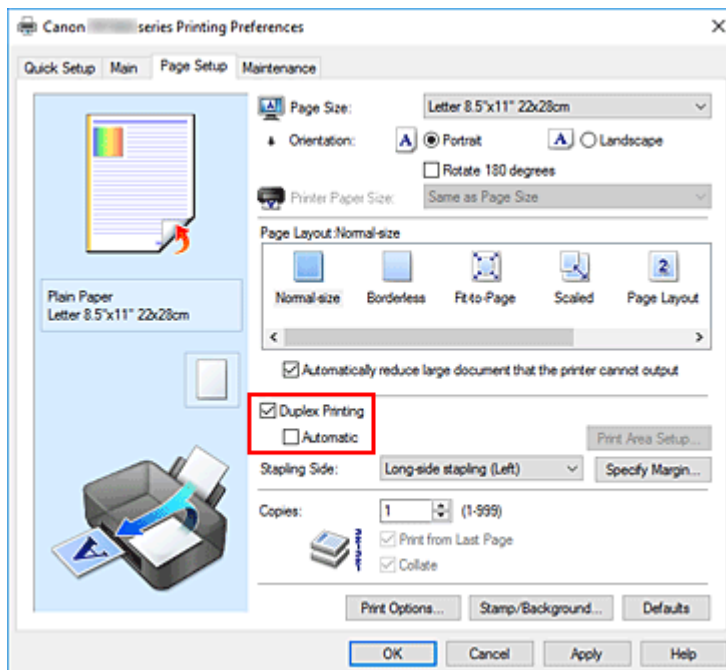 Canon series Printing Preferences
Quick Setup Main Page Setup Maintenance
Page Size: Letter 8.5"x11" 22x28cm
Orientation: A Portrait A Landscape
Rotate 180 degrees
Printer Paper Size: Same as Page Size
Page Layout:Normal-size
2
Normal-size Borderless Fit-to-Page Scaled Page Layout
Plain Paper
Letter 8.5"x11" 22x28cm
Automatically reduce large document that the printer cannot output
Duplex Printing
Automatic Print Area Setup...
Stapling Side: Long-side stapling (Left) Specify Margin...
Copies: 1 (1-999)
Print from Last Page
Collate
A
Print Options... Stamp/Background... Defaults
OK Cancel Apply Help